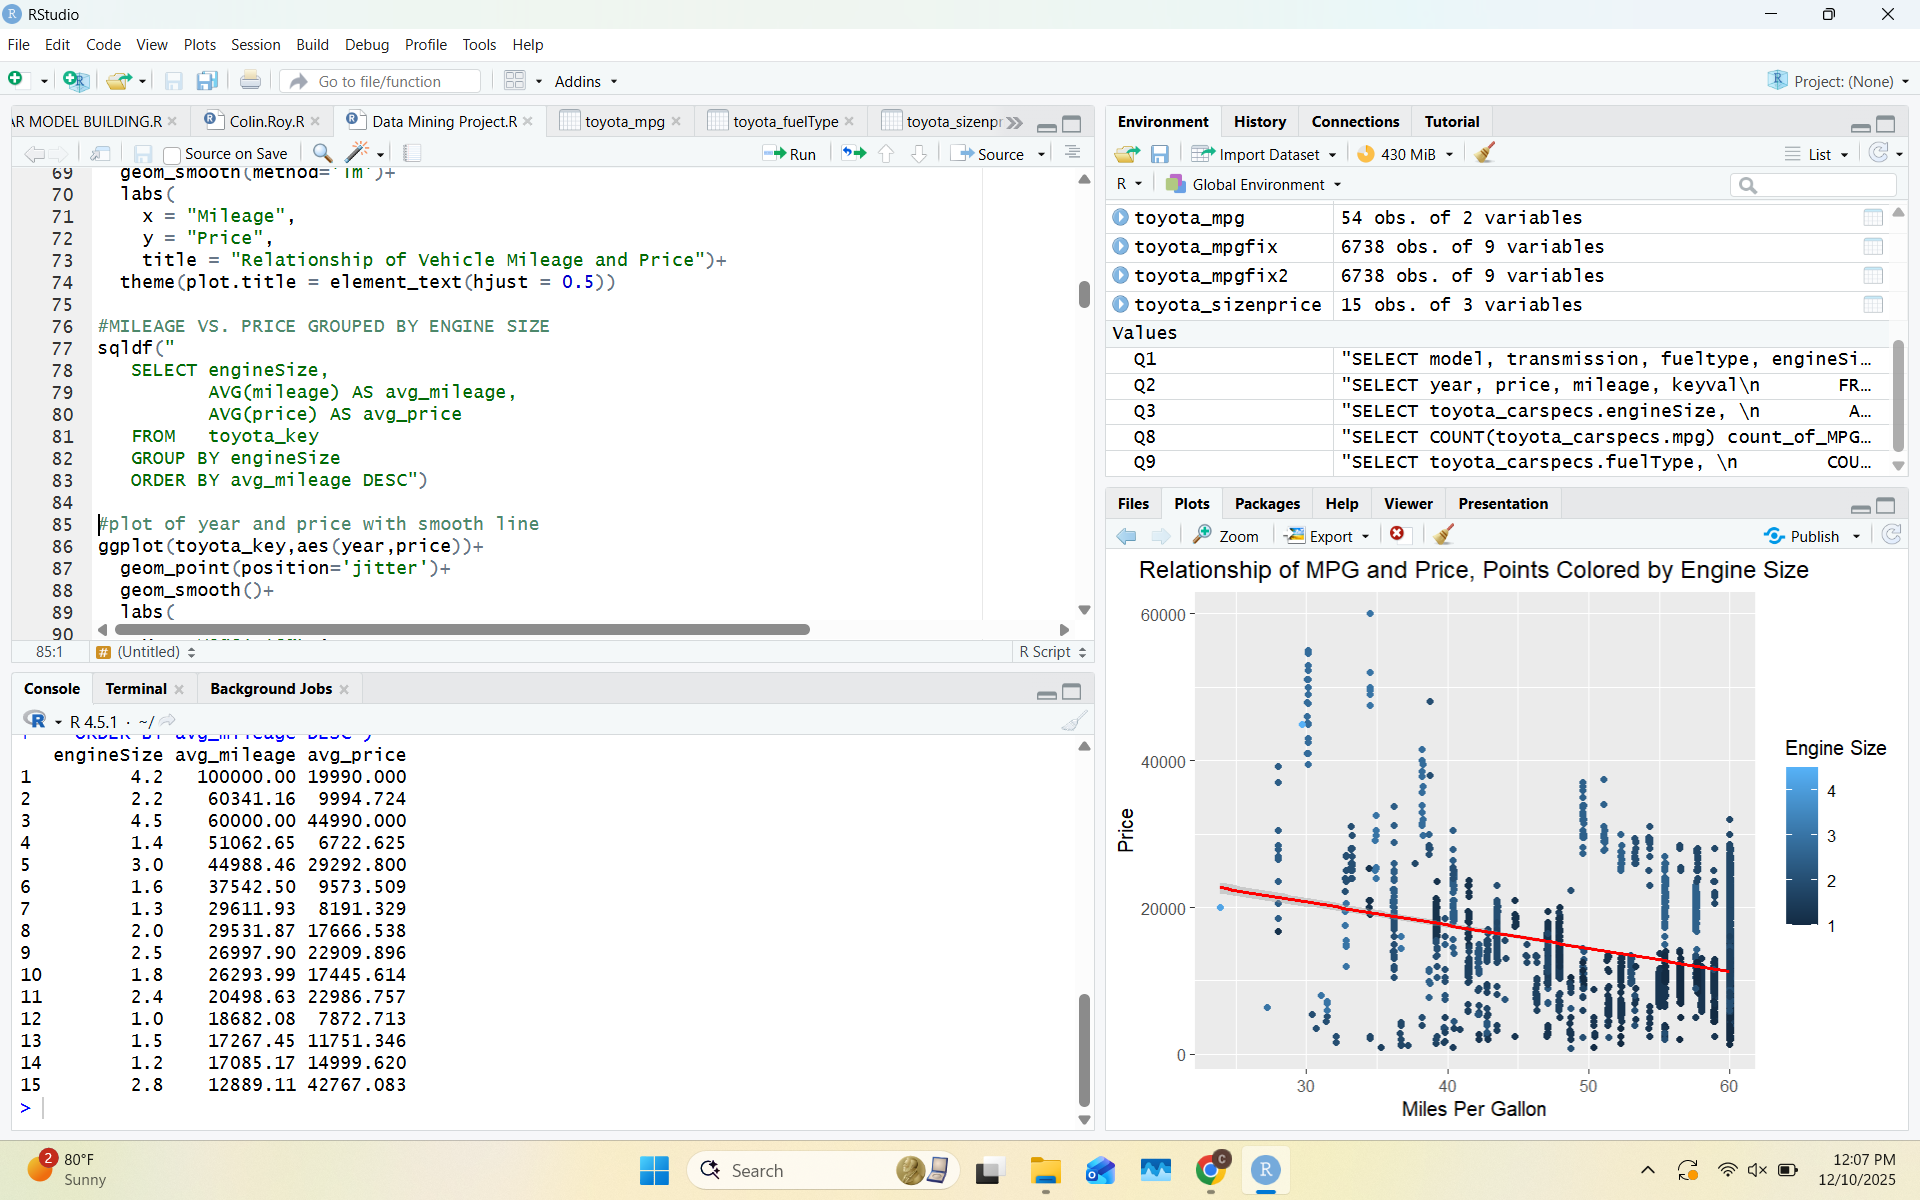 RStudio
File Edit Code View Plots Session Build Debug Profile Tools Help
Go to file/function Addins Project: (None)
AR MODEL BUILDING.R Colin.Roy.R Data Mining Project.R toyota_mpg toyota_fuelType toyota_sizenpr
Source on Save Run Source
69 geom_smooth(method='lm')+
70 labs(
71 x = "Mileage",
72 y = "Price",
73 title = "Relationship of Vehicle Mileage and Price")+
74 theme(plot.title = element_text(hjust = 0.5))
75
76 #MILEAGE VS. PRICE GROUPED BY ENGINE SIZE
77 sqldf("
78 SELECT engineSize,
79 AVG(mileage) AS avg_mileage,
80 AVG(price) AS avg_price
81 FROM toyota_key
82 GROUP BY engineSize
83 ORDER BY avg_mileage DESC")
84
85 #plot of year and price with smooth line
86 ggplot(toyota_key,aes(year,price))+
87 geom_point(position='jitter')+
88 geom_smooth()+
89 labs(
90
85:1 # (Untitled) R Script
Console Terminal Background Jobs
R 4.5.1 · ~/
+ ORDER BY avg_mileage DESC")
engineSize avg_mileage avg_price
1 4.2 100000.00 19990.000
2 2.2 60341.16 9994.724
3 4.5 60000.00 44990.000
4 1.4 51062.65 6722.625
5 3.0 44988.46 29292.800
6 1.6 37542.50 9573.509
7 1.3 29611.93 8191.329
8 2.0 29531.87 17666.538
9 2.5 26997.90 22909.896
10 1.8 26293.99 17445.614
11 2.4 20498.63 22986.757
12 1.0 18682.08 7872.713
13 1.5 17267.45 11751.346
14 1.2 17085.17 14999.620
15 2.8 12889.11 42767.083
>
Environment History Connections Tutorial
Import Dataset 430 MiB List
R Global Environment
toyota_mpg 54 obs. of 2 variables
toyota_mpgfix 6738 obs. of 9 variables
toyota_mpgfix2 6738 obs. of 9 variables
toyota_sizenprice 15 obs. of 3 variables
Values
Q1 "SELECT model, transmission, fueltype, engineSi…
Q2 "SELECT year, price, mileage, keyval\n FR…
Q3 "SELECT toyota_carspecs.engineSize, \n A…
Q8 "SELECT COUNT(toyota_carspecs.mpg) count_of_MPG…
Q9 "SELECT toyota_carspecs.fuelType, \n COU…
Files Plots Packages Help Viewer Presentation
Zoom Export Publish
Relationship of MPG and Price, Points Colored by Engine Size
60000
40000
20000
0
Price
30 40 50 60
Miles Per Gallon
Engine Size
4
3
2
1
2
80°F
Sunny
Search
C
R
12:07 PM
12/10/2025